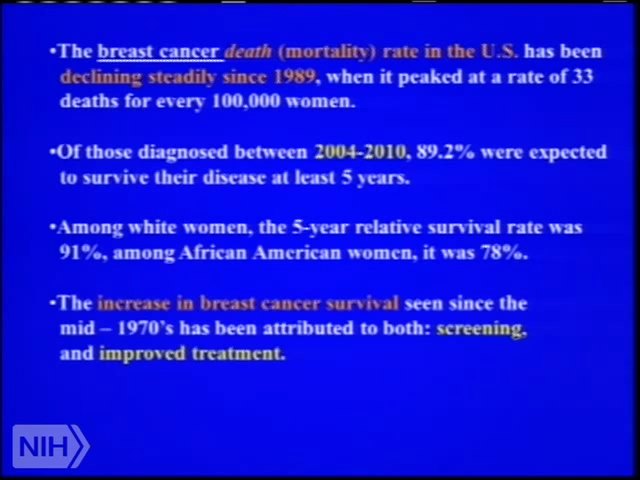 •The breast cancer death (mortality) rate in the U.S. has been
declining steadily since 1989, when it peaked at a rate of 33
deaths for every 100,000 women.
•Of those diagnosed between 2004-2010, 89.2% were expected
to survive their disease at least 5 years.
•Among white women, the 5-year relative survival rate was
91%, among African American women, it was 78%.
•The increase in breast cancer survival seen since the
mid – 1970's has been attributed to both: screening,
and improved treatment.
NIH